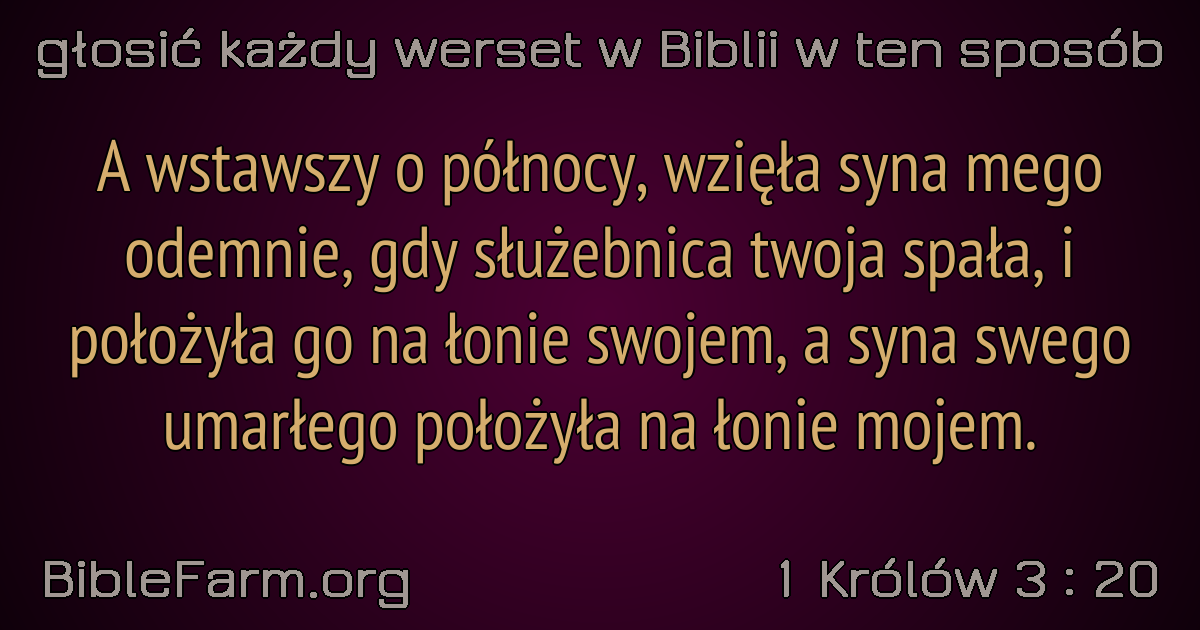 głosić każdy werset w Biblii w ten sposób
A wstawszy o północy, wzięła syna mego
odemnie, gdy służebnica twoja spała, i
położyła go na łonie swojem, a syna swego
umarłego położyła na łonie mojem.
BibleFarm.org
1 Królów 3 : 20